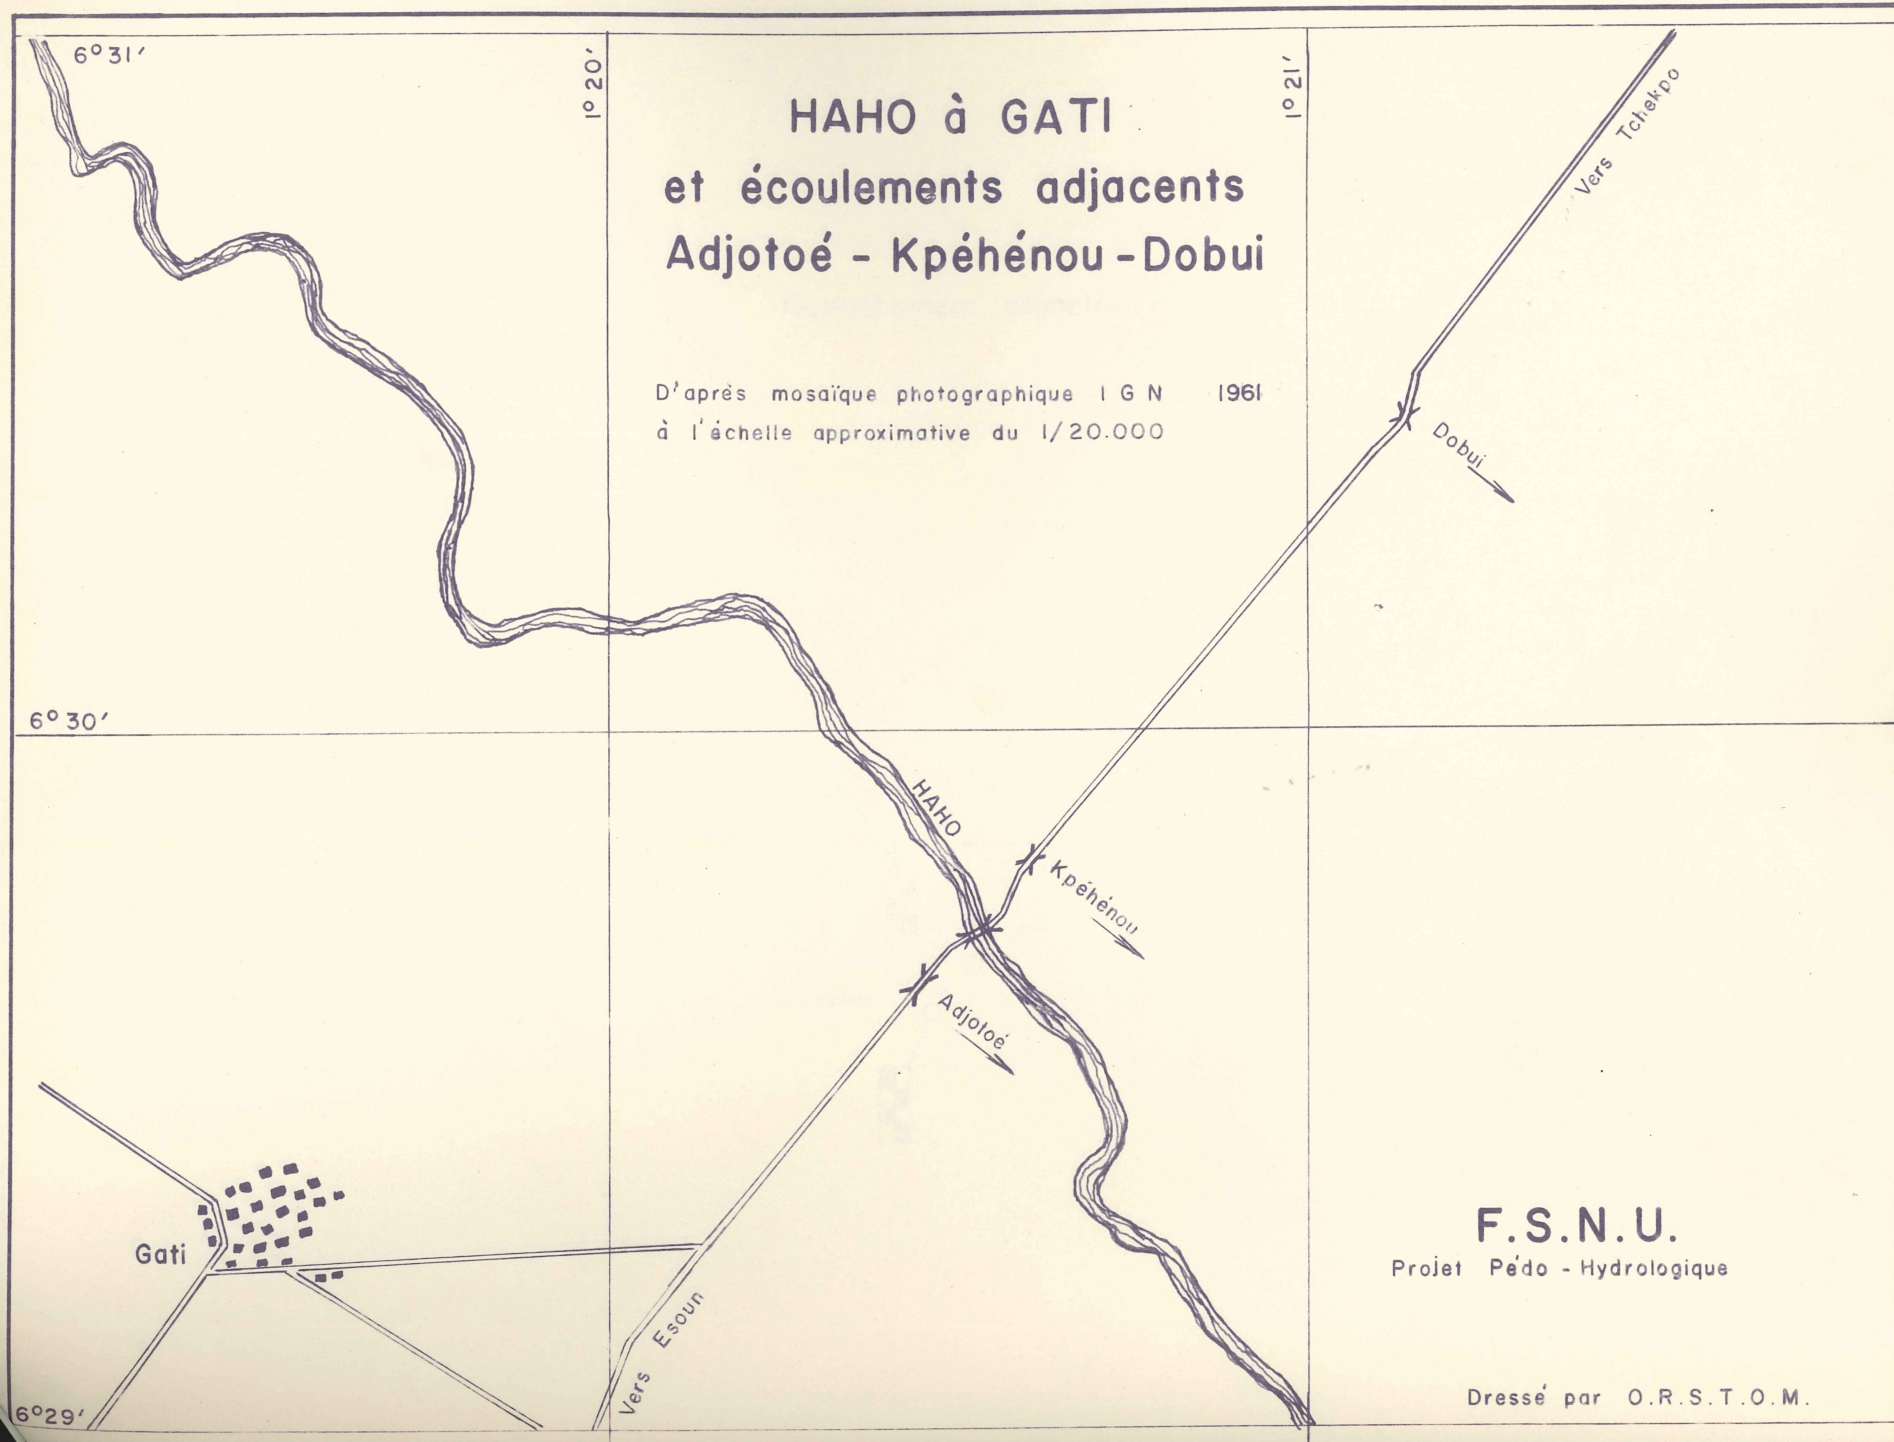 6°31'
1° 20'
1° 21'
HAHO à GATI
et écoulements adjacents
Adjotoé - Kpéhénou - Dobui
D'après mosaïque photographique I G N 1961
à l'échelle approximative du 1/20.000
Vers Tchekpo
Dobui
6° 30'
HAHO
Kpéhénou
Adjotoé
Gati
Vers Esoun
F.S.N.U.
Projet Pédo - Hydrologique
Dressé par O.R.S.T.O.M.
6°29'